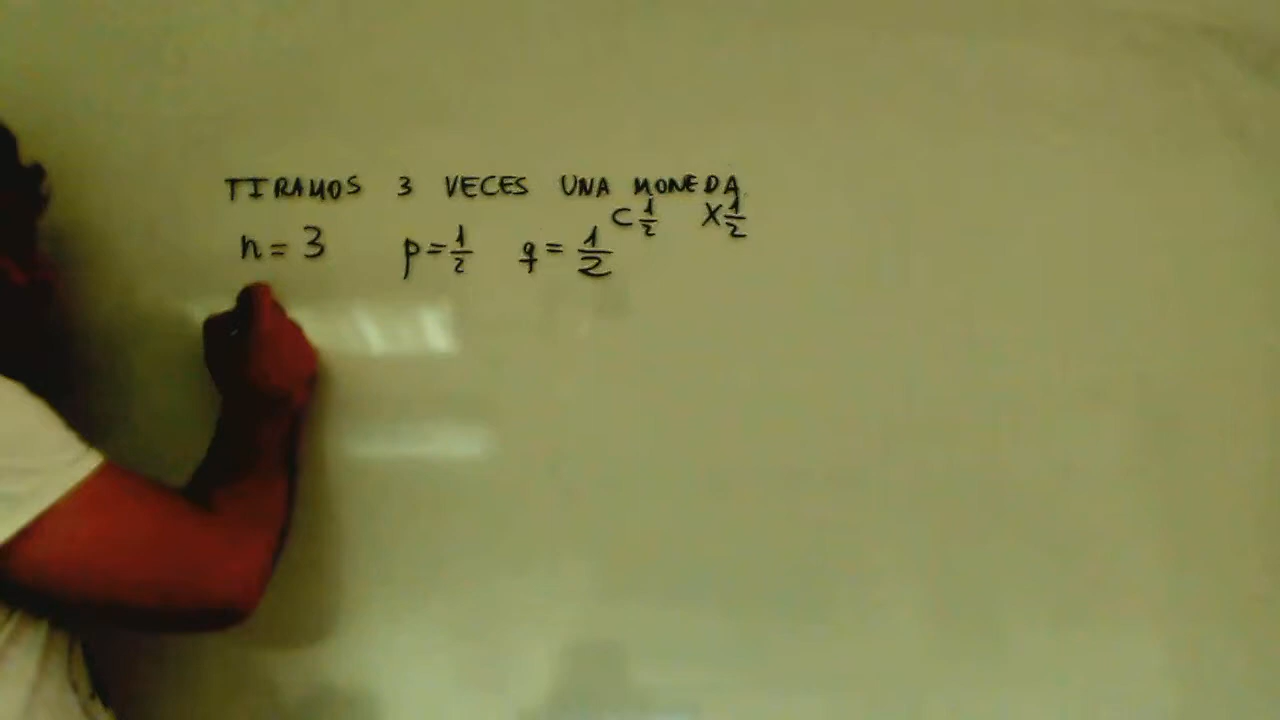 TIRAMOS 3 VECES UNA MONEDA
C 1/2 X 1/2
n = 3 p = 1/2 q = 1/2